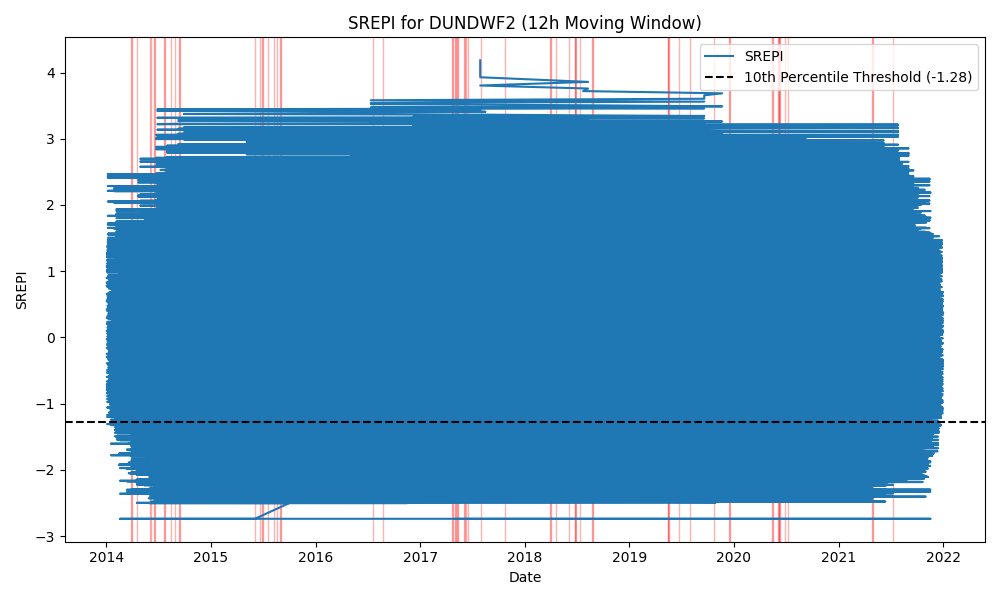 SREPI for DUNDWF2 (12h Moving Window)
SREPI
10th Percentile Threshold (-1.28)
4
3
2
1
0
−1
−2
−3
SREPI
2014 2015 2016 2017 2018 2019 2020 2021 2022
Date